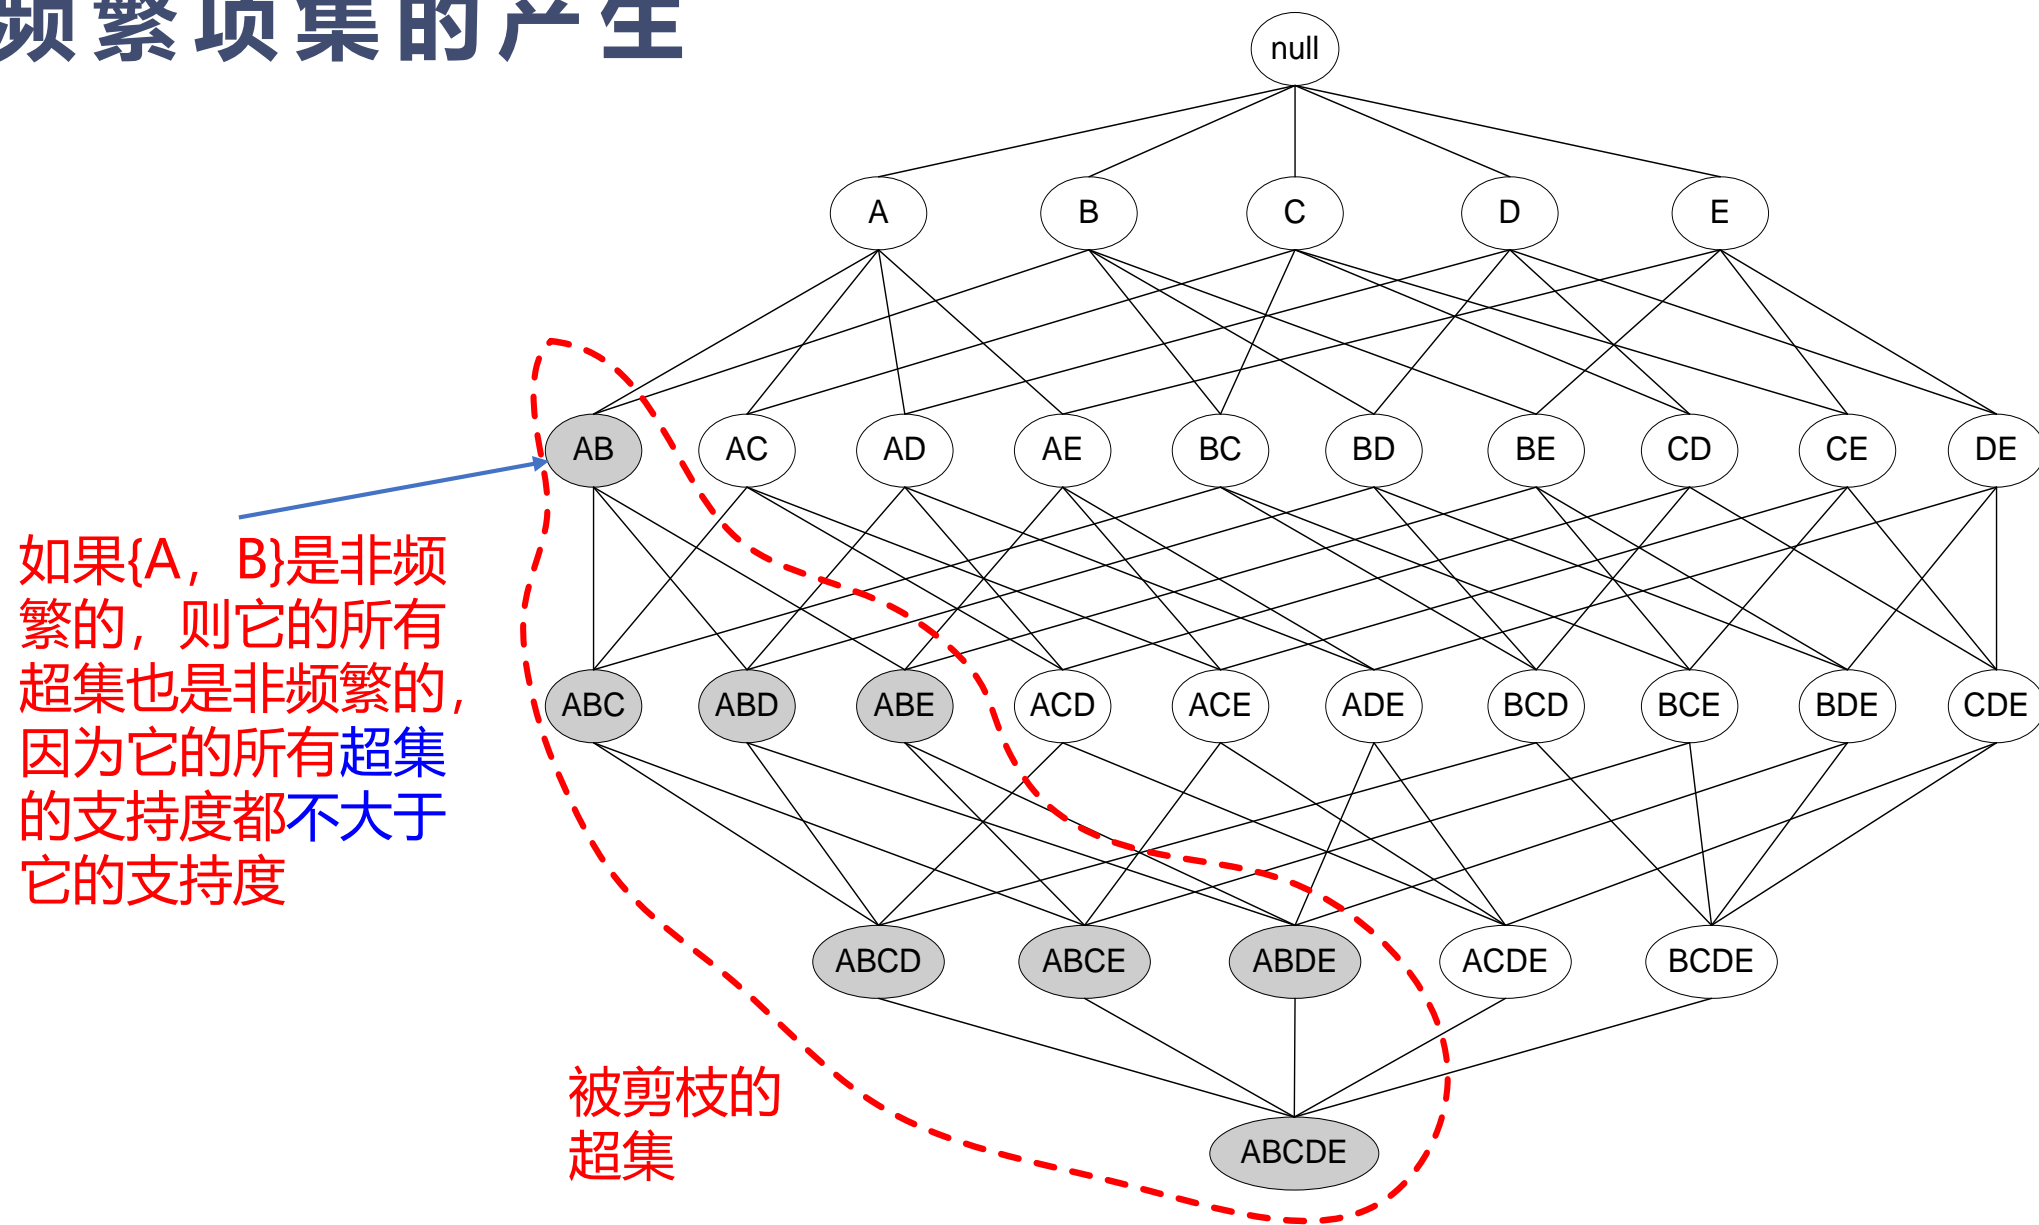 频繁项集的产生
null
A B C D E
AB AC AD AE BC BD BE CD CE DE
如果{A，B}是非频
繁的，则它的所有
超集也是非频繁的，
因为它的所有超集
的支持度都不大于
它的支持度
ABC ABD ABE ACD ACE ADE BCD BCE BDE CDE
ABCD ABCE ABDE ACDE BCDE
被剪枝的
超集
ABCDE